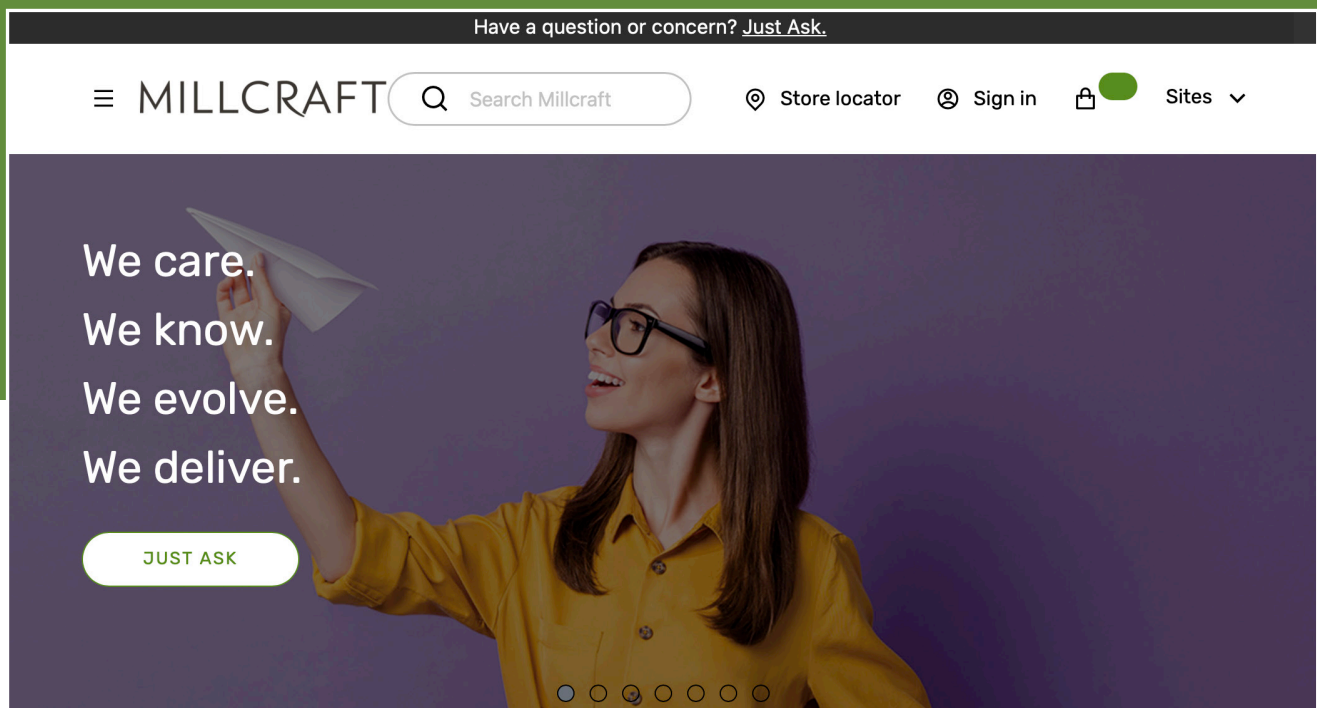 Have a question or concern? Just Ask.
MILLCRAFT
Search Millcraft
Store locator
Sign in
Sites
We care.
We know.
We evolve.
We deliver.
JUST ASK